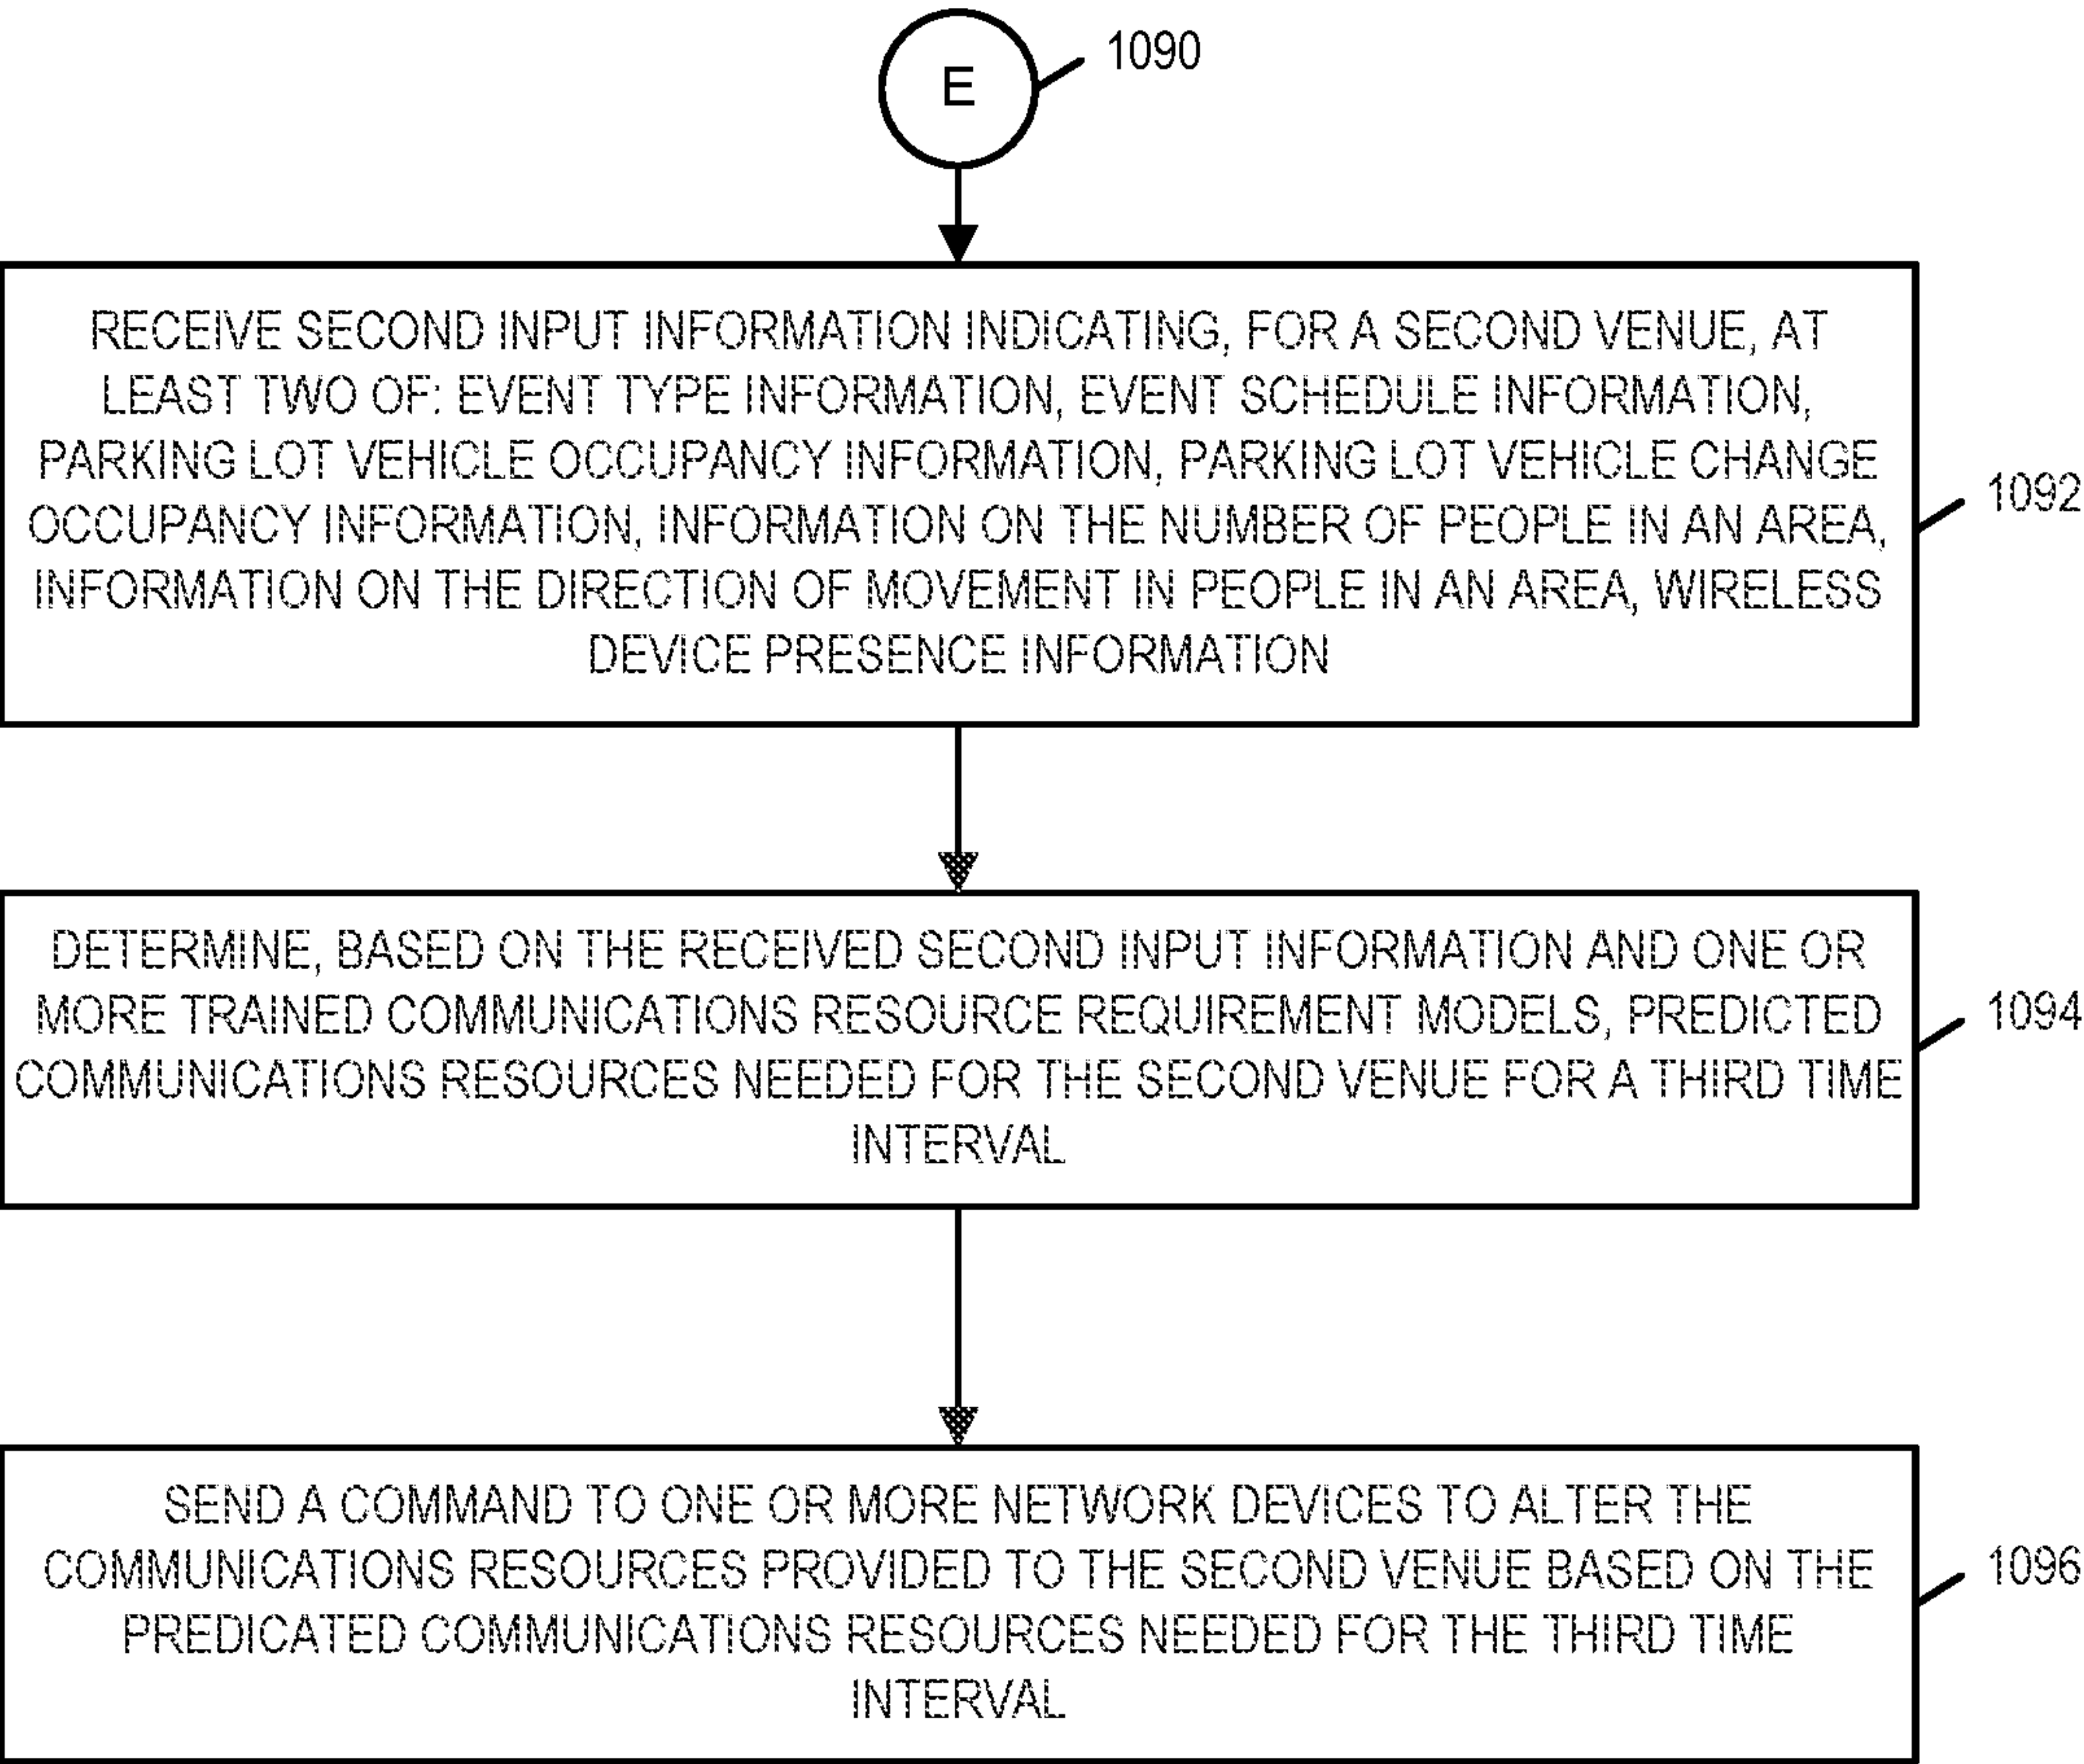 E
1090
RECEIVE SECOND INPUT INFORMATION INDICATING, FOR A SECOND VENUE, AT
LEAST TWO OF: EVENT TYPE INFORMATION, EVENT SCHEDULE INFORMATION,
PARKING LOT VEHICLE OCCUPANCY INFORMATION, PARKING LOT VEHICLE CHANGE
OCCUPANCY INFORMATION, INFORMATION ON THE NUMBER OF PEOPLE IN AN AREA,
INFORMATION ON THE DIRECTION OF MOVEMENT IN PEOPLE IN AN AREA, WIRELESS
DEVICE PRESENCE INFORMATION
1092
DETERMINE, BASED ON THE RECEIVED SECOND INPUT INFORMATION AND ONE OR
MORE TRAINED COMMUNICATIONS RESOURCE REQUIREMENT MODELS, PREDICTED
COMMUNICATIONS RESOURCES NEEDED FOR THE SECOND VENUE FOR A THIRD TIME
INTERVAL
1094
SEND A COMMAND TO ONE OR MORE NETWORK DEVICES TO ALTER THE
COMMUNICATIONS RESOURCES PROVIDED TO THE SECOND VENUE BASED ON THE
PREDICATED COMMUNICATIONS RESOURCES NEEDED FOR THE THIRD TIME
INTERVAL
1096